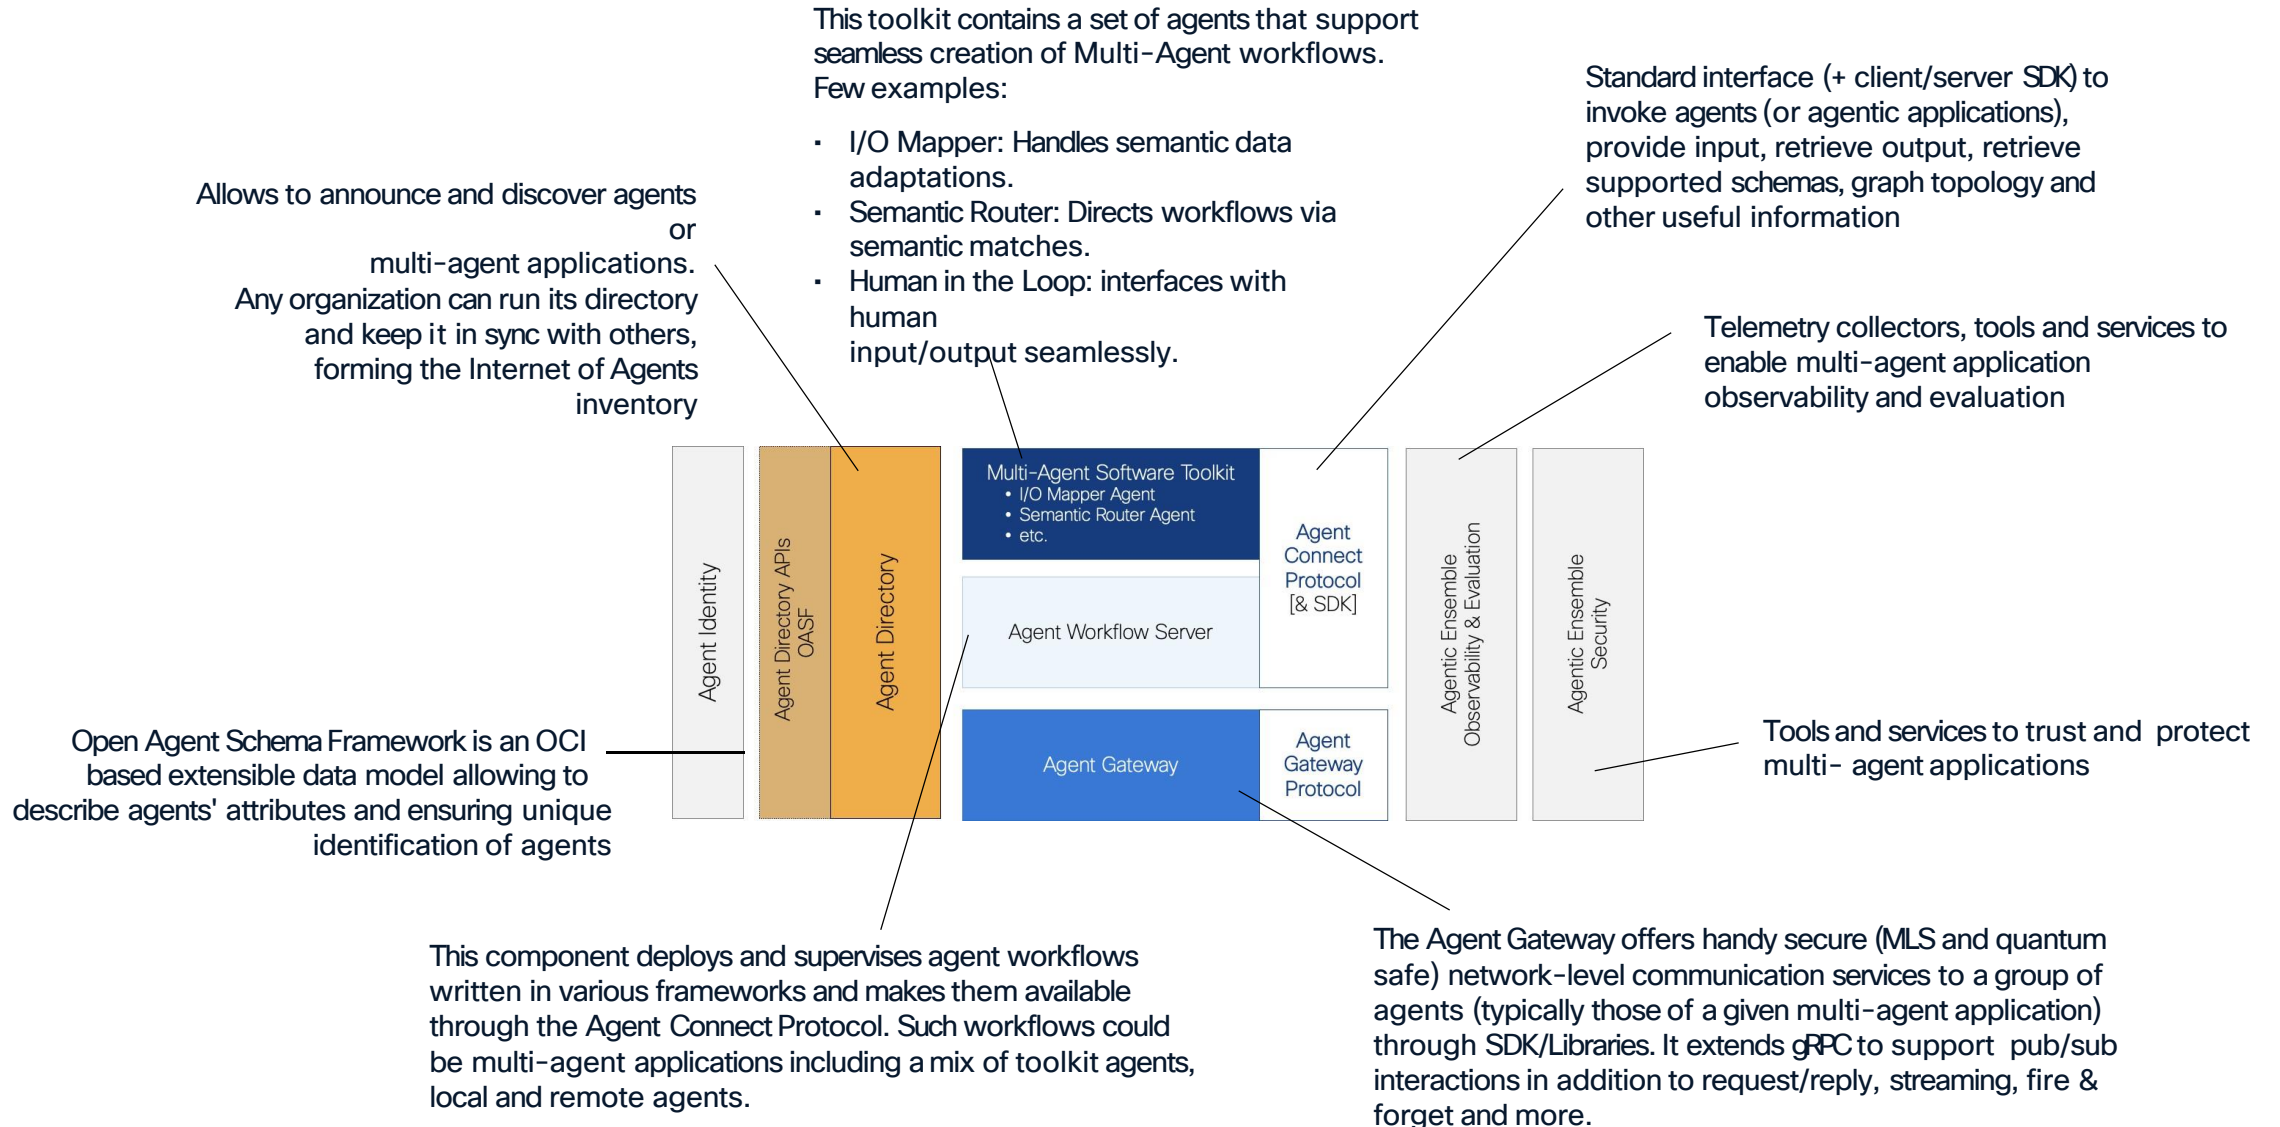 This toolkit contains a set of agents that support
seamless creation of Multi-Agent workflows.
Few examples:
▪ I/O Mapper: Handles semantic data
adaptations.
▪ Semantic Router: Directs workflows via
semantic matches.
▪ Human in the Loop: interfaces with
human
input/output seamlessly.
Standard interface (+ client/server SDK) to
invoke agents (or agentic applications),
provide input, retrieve output, retrieve
supported schemas, graph topology and
other useful information
Allows to announce and discover agents
or
multi-agent applications.
Any organization can run its directory
and keep it in sync with others,
forming the Internet of Agents
inventory
Telemetry collectors, tools and services to
enable multi-agent application
observability and evaluation
Agent Identity
Agent Directory APIs
OASF
Agent Directory
Multi-Agent Software Toolkit
• I/O Mapper Agent
• Semantic Router Agent
• etc.
Agent Workflow Server
Agent
Connect
Protocol
[& SDK]
Agent Gateway
Agent
Gateway
Protocol
Agentic Ensemble
Observability & Evaluation
Agentic Ensemble
Security
Open Agent Schema Framework is an OCI
based extensible data model allowing to
describe agents' attributes and ensuring unique
identification of agents
Tools and services to trust and protect
multi- agent applications
This component deploys and supervises agent workflows
written in various frameworks and makes them available
through the Agent Connect Protocol. Such workflows could
be multi-agent applications including a mix of toolkit agents,
local and remote agents.
The Agent Gateway offers handy secure (MLS and quantum
safe) network-level communication services to a group of
agents (typically those of a given multi-agent application)
through SDK/Libraries. It extends gRPC to support pub/sub
interactions in addition to request/reply, streaming, fire &
forget and more.